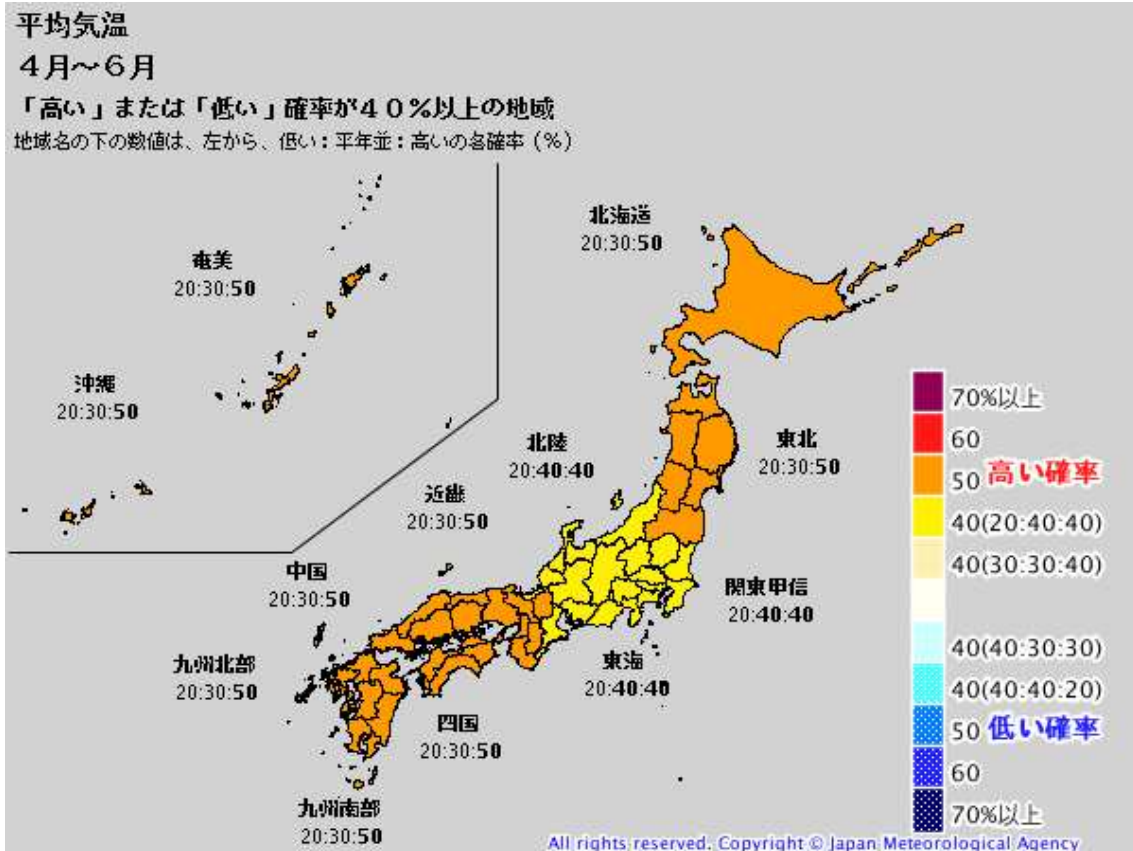 平均気温
4月～6月
「高い」または「低い」確率が40%以上の地域
地域名の下の数値は、左から、低い：平年並：高いの各確率（%）
北海道
20:30:50
奄美
20:30:50
沖縄
20:30:50
北陸
20:40:40
東北
20:30:50
近畿
20:30:50
中国
20:30:50
関東甲信
20:40:40
九州北部
20:30:50
東海
20:40:40
四国
20:30:50
九州南部
20:30:50
70%以上
60
50 高い確率
40(20:40:40)
40(30:30:40)
40(40:30:30)
40(40:40:20)
50 低い確率
60
70%以上
All rights reserved. Copyright © Japan Meteorological Agency